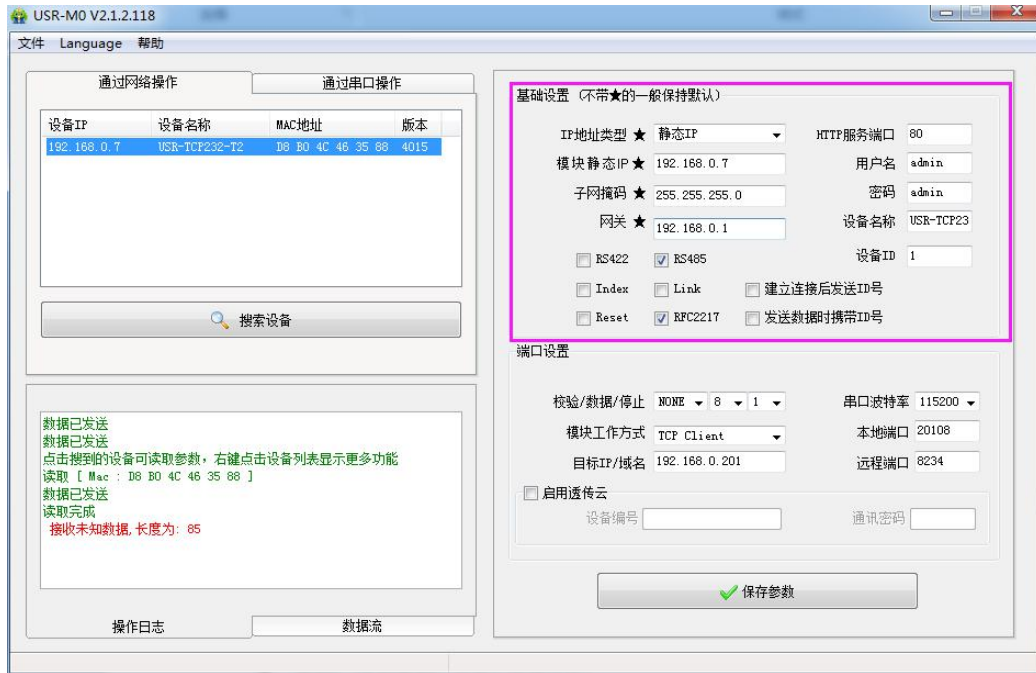 USR-M0 V2.1.2.118
文件 Language 帮助
通过网络操作 通过串口操作
设备IP 设备名称 MAC地址 版本
192.168.0.7 USR-TCP232-T2 D8 B0 4C 46 35 88 4015
搜索设备
数据已发送
数据已发送
点击搜到的设备可读取参数，右键点击设备列表显示更多功能
读取 [ Mac : D8 B0 4C 46 35 88 ]
数据已发送
读取完成
接收未知数据,长度为: 85
操作日志 数据流
基础设置（不带★的一般保持默认）
IP地址类型 ★ 静态IP HTTP服务端口 80
模块静态IP★ 192.168.0.7 用户名 admin
子网掩码 ★ 255.255.255.0 密码 admin
网关 ★ 192.168.0.1 设备名称 USR-TCP23
RS422 RS485 设备ID 1
Index Link 建立连接后发送ID号
Reset RFC2217 发送数据时携带ID号
端口设置
校验/数据/停止 NONE 8 1 串口波特率 115200
模块工作方式 TCP Client 本地端口 20108
目标IP/域名 192.168.0.201 远程端口 8234
启用透传云
设备编号 通讯密码
保存参数